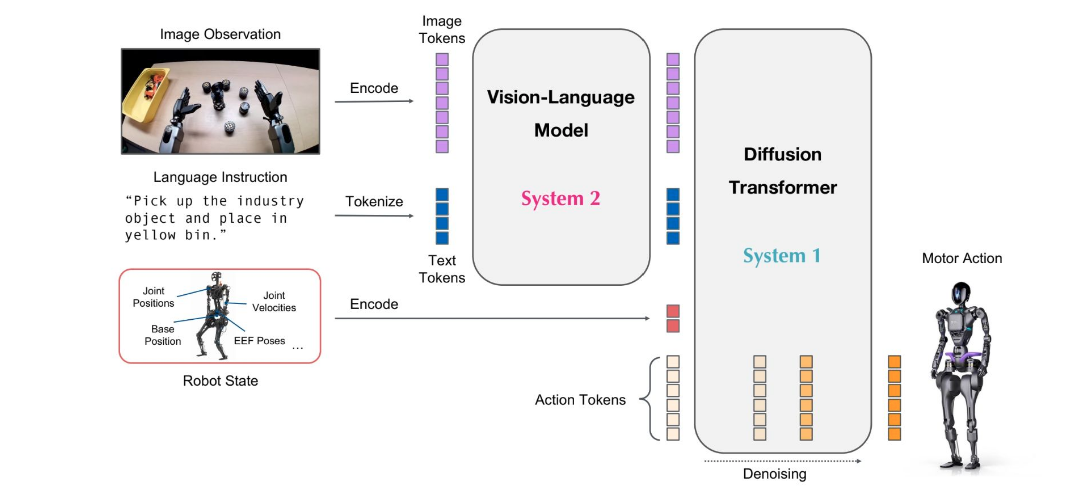 Image Observation
Encode
Image
Tokens
Vision-Language
Model
System 2
Language Instruction
“Pick up the industry
object and place in
yellow bin.”
Tokenize
Text
Tokens
Diffusion
Transformer
System 1
Joint
Positions
Joint
Velocities
Base
Position
EEF Poses
...
Robot State
Encode
Action Tokens
Denoising
Motor Action